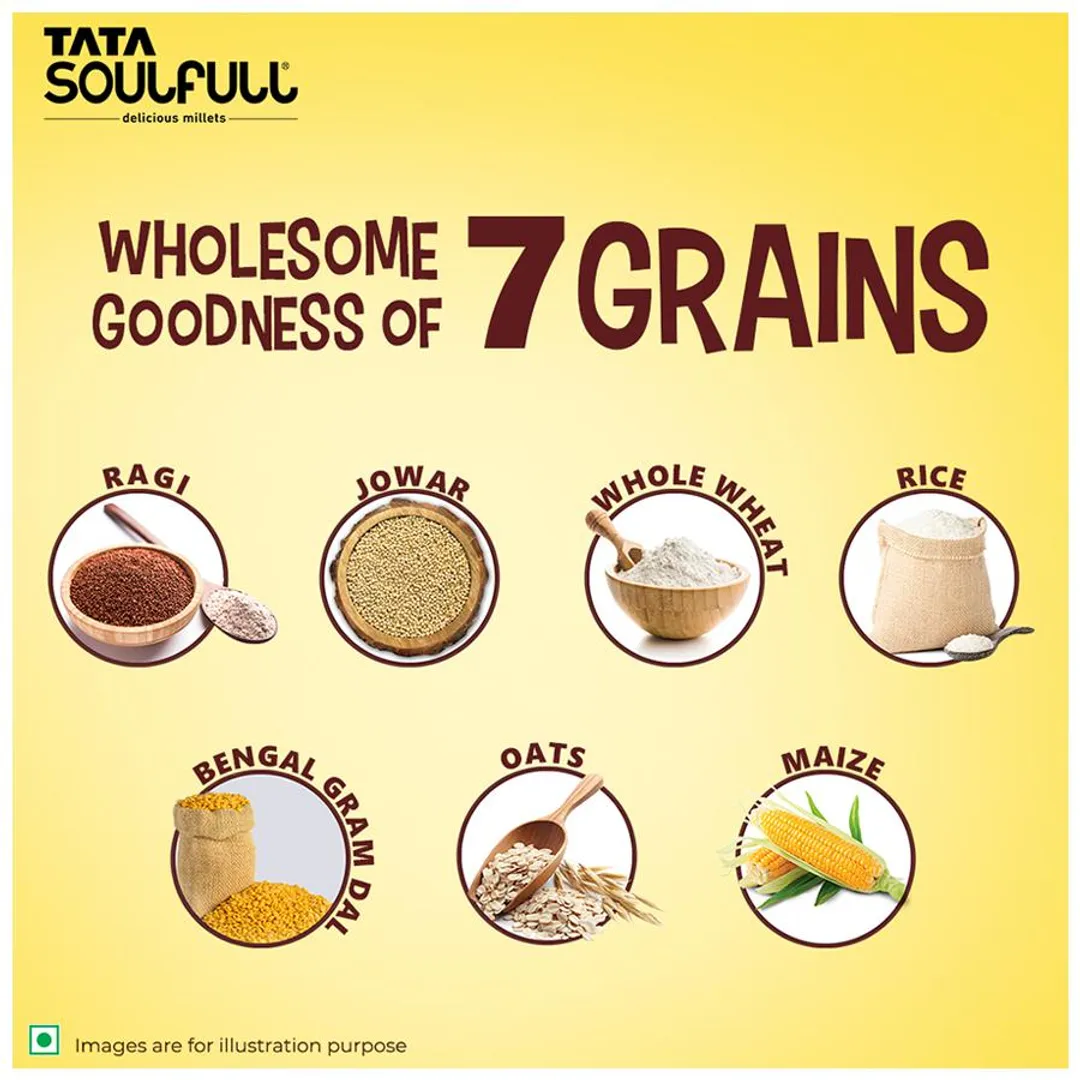 TATA
SOULFULL®
delicious millets
WHOLESOME
GOODNESS OF
7 GRAINS
RAGI
JOWAR
WHOLE WHEAT
RICE
BENGAL GRAM DAL
OATS
MAIZE
Images are for illustration purpose